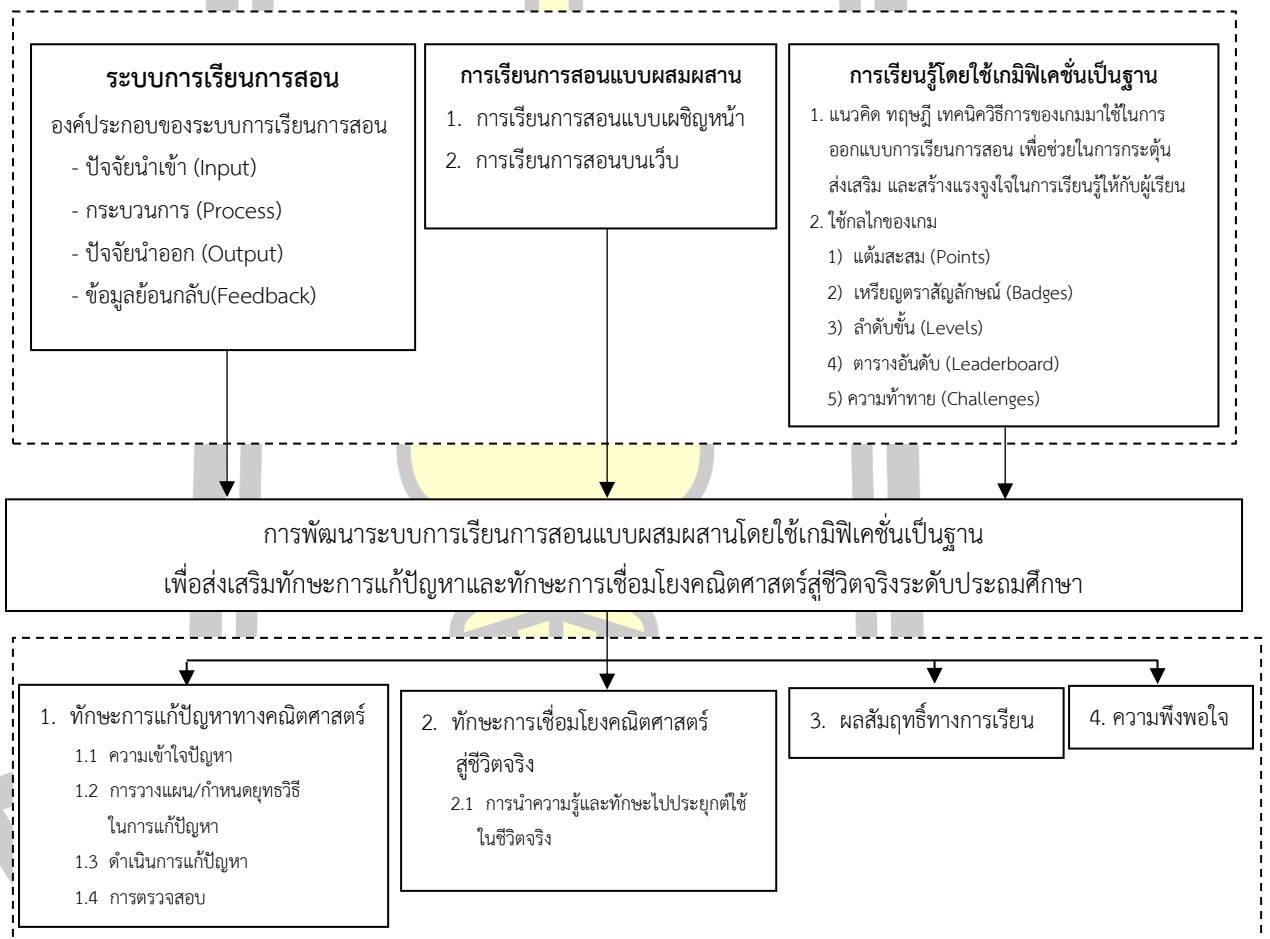 ระบบการเรียนการสอน
องค์ประกอบของระบบการเรียนการสอน
- ปัจจัยนำเข้า (Input)
- กระบวนการ (Process)
- ปัจจัยนำออก (Output)
- ข้อมูลย้อนกลับ(Feedback)
การเรียนการสอนแบบผสมผสาน
1. การเรียนการสอนแบบเผชิญหน้า
2. การเรียนการสอนบนเว็บ
การเรียนรู้โดยใช้เกมิฟิเคชั่นเป็นฐาน
1. แนวคิด ทฤษฎี เทคนิควิธีการของเกมมาใช้ในการ
ออกแบบการเรียนการสอน เพื่อช่วยในการกระตุ้น
ส่งเสริม และสร้างแรงจูงใจในการเรียนรู้ให้กับผู้เรียน
2. ใช้กลไกของเกม
1) แต้มสะสม (Points)
2) เหรียญตราสัญลักษณ์ (Badges)
3) ลำดับขั้น (Levels)
4) ตารางอันดับ (Leaderboard)
5) ความท้าทาย (Challenges)
การพัฒนาระบบการเรียนการสอนแบบผสมผสานโดยใช้เกมิฟิเคชั่นเป็นฐาน
เพื่อส่งเสริมทักษะการแก้ปัญหาและทักษะการเชื่อมโยงคณิตศาสตร์สู่ชีวิตจริงระดับประถมศึกษา
1. ทักษะการแก้ปัญหาทางคณิตศาสตร์
1.1 ความเข้าใจปัญหา
1.2 การวางแผน/กำหนดยุทธวิธี
ในการแก้ปัญหา
1.3 ดำเนินการแก้ปัญหา
1.4 การตรวจสอบ
2. ทักษะการเชื่อมโยงคณิตศาสตร์
สู่ชีวิตจริง
2.1 การนำความรู้และทักษะไปประยุกต์ใช้
ในชีวิตจริง
3. ผลสัมฤทธิ์ทางการเรียน
4. ความพึงพอใจ